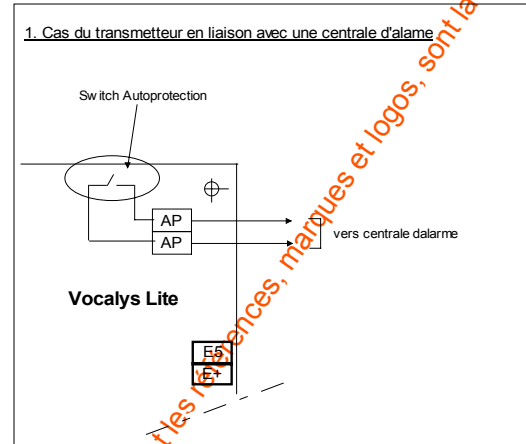 1. Cas du transmetteur en liaison avec une centrale d'alame
Switch Autoprotection
AP
AP
vers centrale dalarme
Vocalys Lite
E5
E+
t les références, marques et logos, sont la